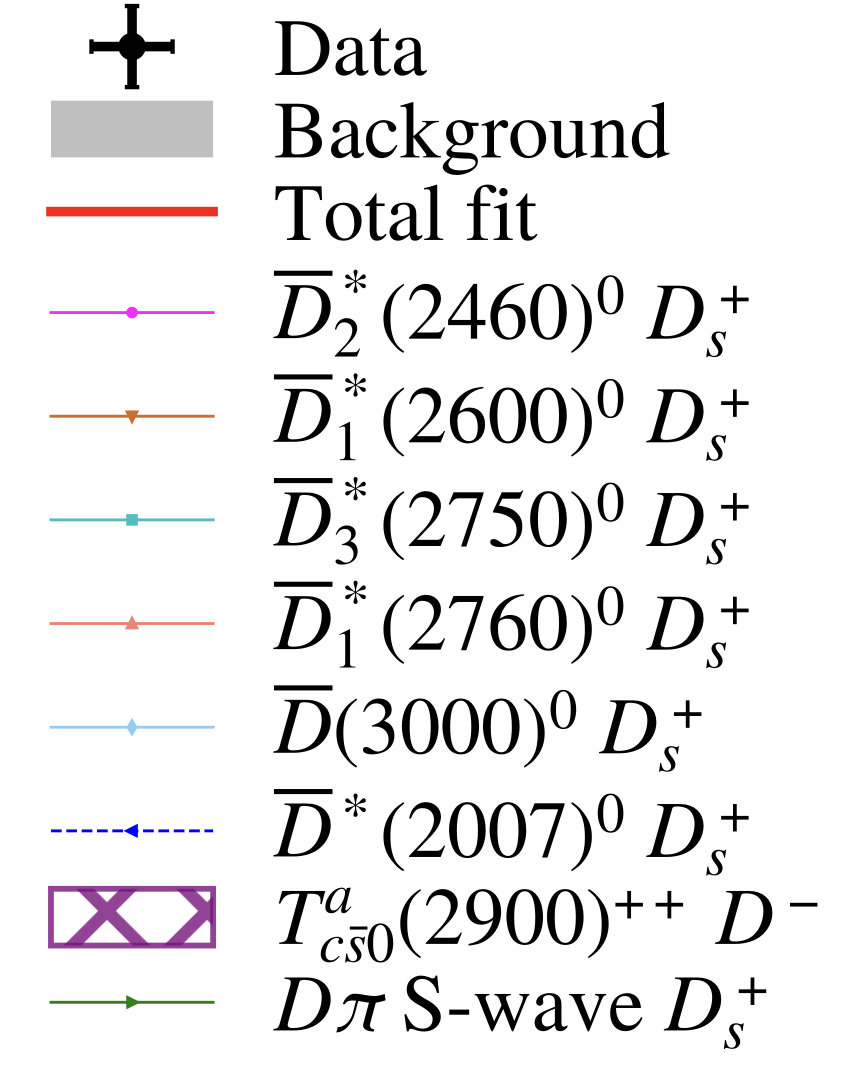 Data
Background
Total fit
D̅₂*(2460)⁰ Dₛ⁺
D̅₁*(2600)⁰ Dₛ⁺
D̅₃*(2750)⁰ Dₛ⁺
D̅₁*(2760)⁰ Dₛ⁺
D̅(3000)⁰ Dₛ⁺
D̅*(2007)⁰ Dₛ⁺
T^a_{cs̄0}(2900)⁺⁺ D⁻
Dπ S-wave Dₛ⁺